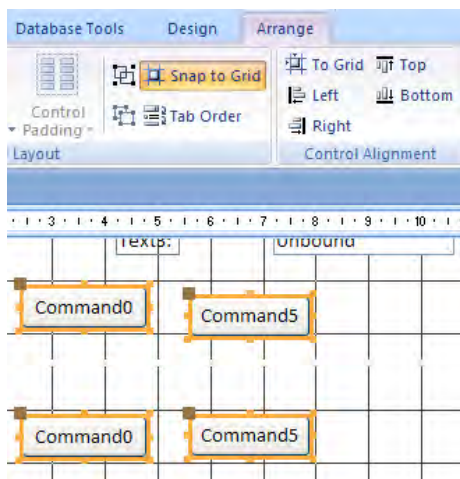 Database Tools Design Arrange
Control Padding
Snap to Grid
Tab Order
Layout
To Grid Top
Left Bottom
Right
Control Alignment
3 4 5 6 7 8 9 10
Text8: Unbound
Command0 Command5
Command0 Command5